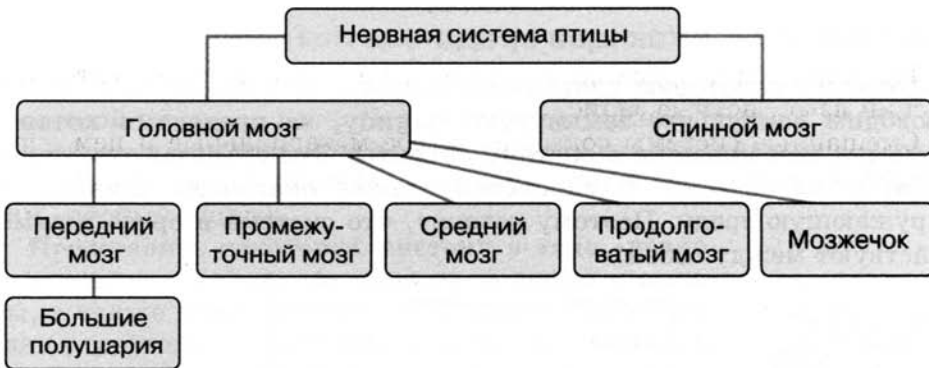 Нервная система птицы
Головной мозг
Спинной мозг
Передний
мозг
Промежу-
точный мозг
Средний
мозг
Продолго-
ватый мозг
Мозжечок
Большие
полушария